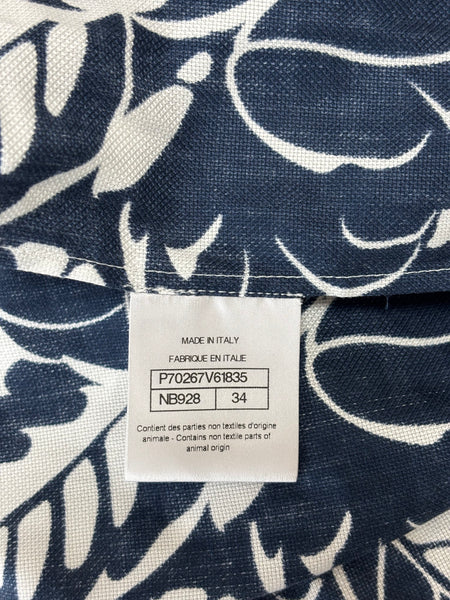 MADE IN ITALY
FABRIQUE EN ITALIE
P70267V61835
NB928 34
Contient des parties non textiles d'origine
animale - Contains non textile parts of
animal origin